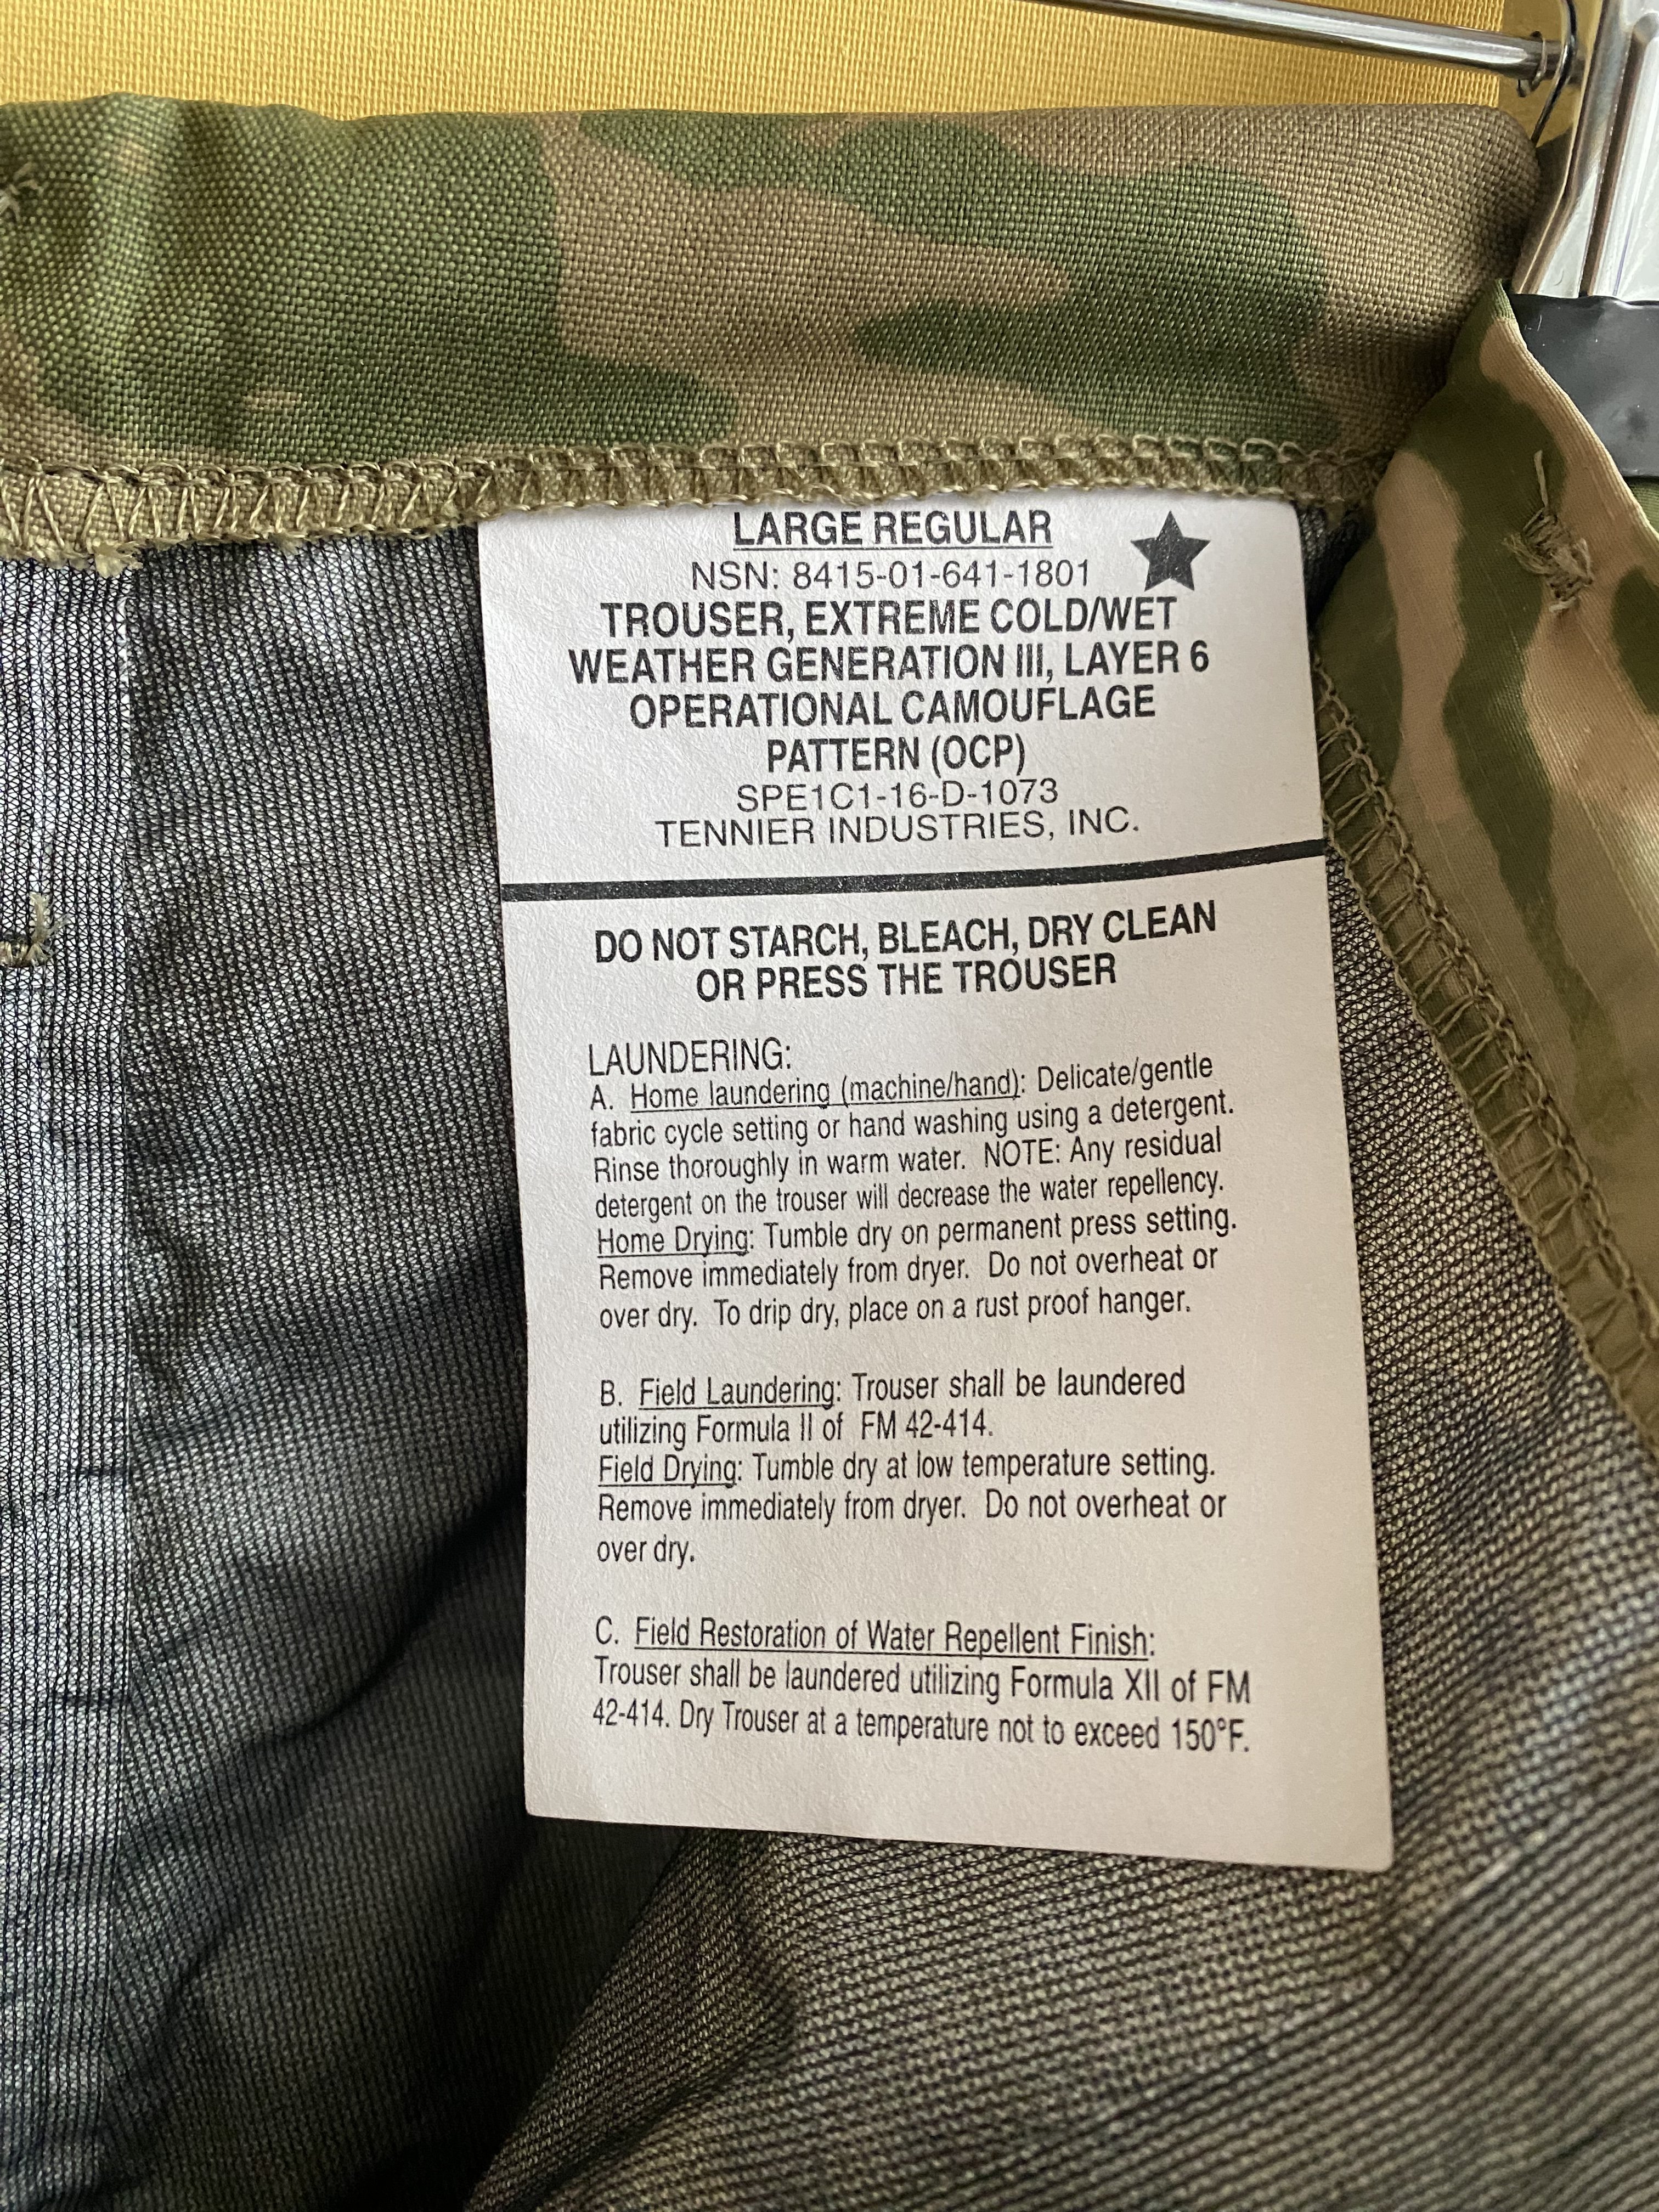 LARGE REGULAR
NSN: 8415-01-641-1801
TROUSER, EXTREME COLD/WET
WEATHER GENERATION III, LAYER 6
OPERATIONAL CAMOUFLAGE
PATTERN (OCP)
SPE1C1-16-D-1073
TENNIER INDUSTRIES, INC.
DO NOT STARCH, BLEACH, DRY CLEAN
OR PRESS THE TROUSER
LAUNDERING:
A. Home laundering (machine/hand): Delicate/gentle
fabric cycle setting or hand washing using a detergent.
Rinse thoroughly in warm water. NOTE: Any residual
detergent on the trouser will decrease the water repellency.
Home Drying: Tumble dry on permanent press setting.
Remove immediately from dryer. Do not overheat or
over dry. To drip dry, place on a rust proof hanger.
B. Field Laundering: Trouser shall be laundered
utilizing Formula II of FM 42-414.
Field Drying: Tumble dry at low temperature setting.
Remove immediately from dryer. Do not overheat or
over dry.
C. Field Restoration of Water Repellent Finish:
Trouser shall be laundered utilizing Formula XII of FM
42-414. Dry Trouser at a temperature not to exceed 150°F.